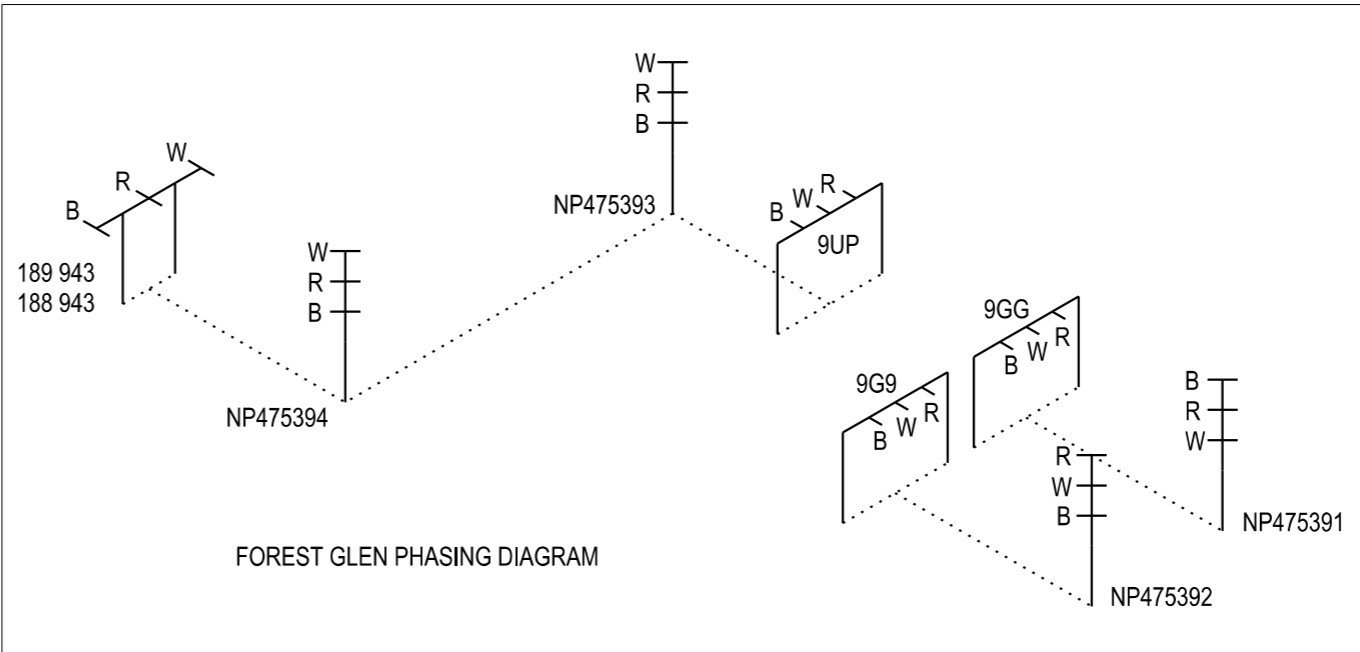 W
R
B
NP475393
W
R
B
189 943
188 943
W
R
B
NP475394
R
W
B
9UP
9GG
R
W
B
9G9
R
W
B
B
R
W
NP475391
R
W
B
NP475392
FOREST GLEN PHASING DIAGRAM